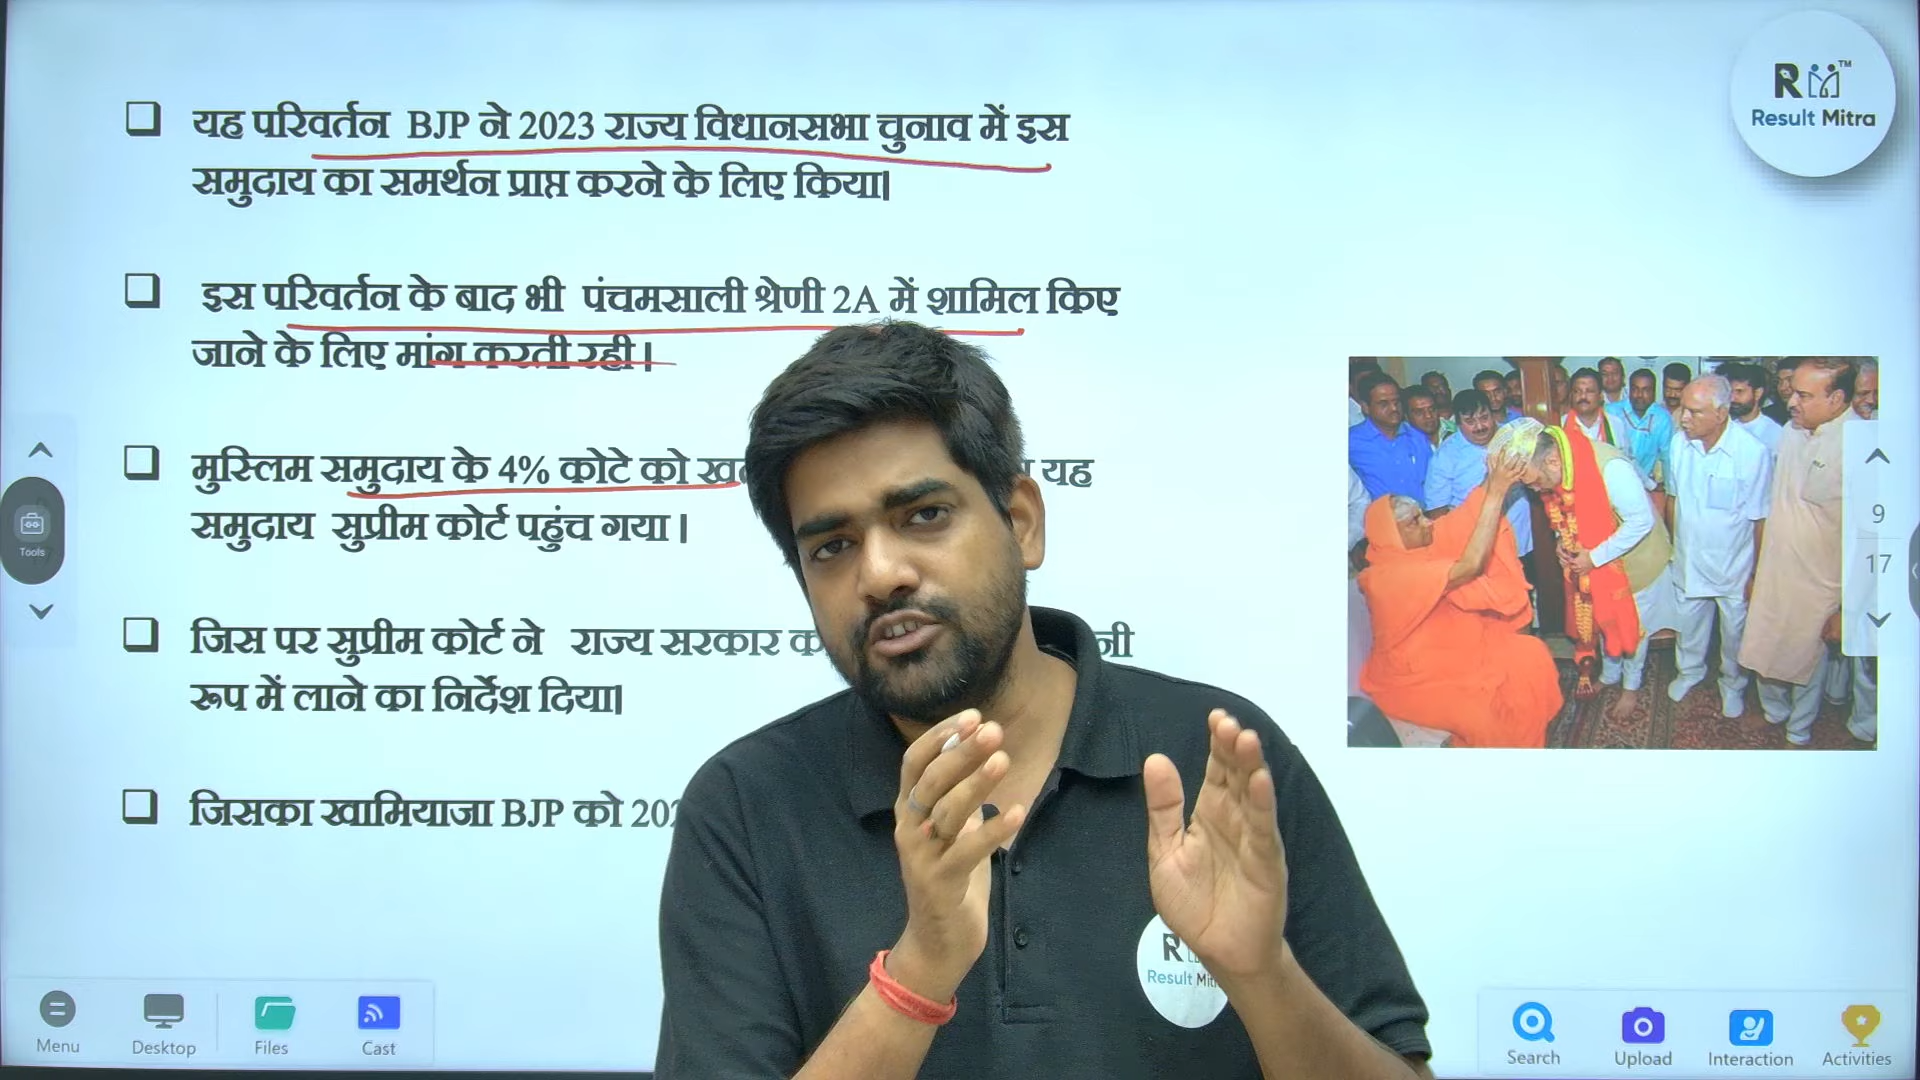 यह परिवर्तन BJP ने 2023 राज्य विधानसभा चुनाव में इस
समुदाय का समर्थन प्राप्त करने के लिए किया।
इस परिवर्तन के बाद भी पंचमसाली श्रेणी 2A में शामिल किए
जाने के लिए मांग करती रही।
मुस्लिम समुदाय के 4% कोटे को यह
समुदाय सुप्रीम कोर्ट पहुंच गया।
जिस पर सुप्रीम कोर्ट ने राज्य सरकार
रूप में लाने का निर्देश दिया।
जिसका खामियाजा BJP को
R TM
Result Mitra
Tools
9
17
R
Result
Menu
Desktop
Files
Cast
Search
Upload
Interaction
Activities